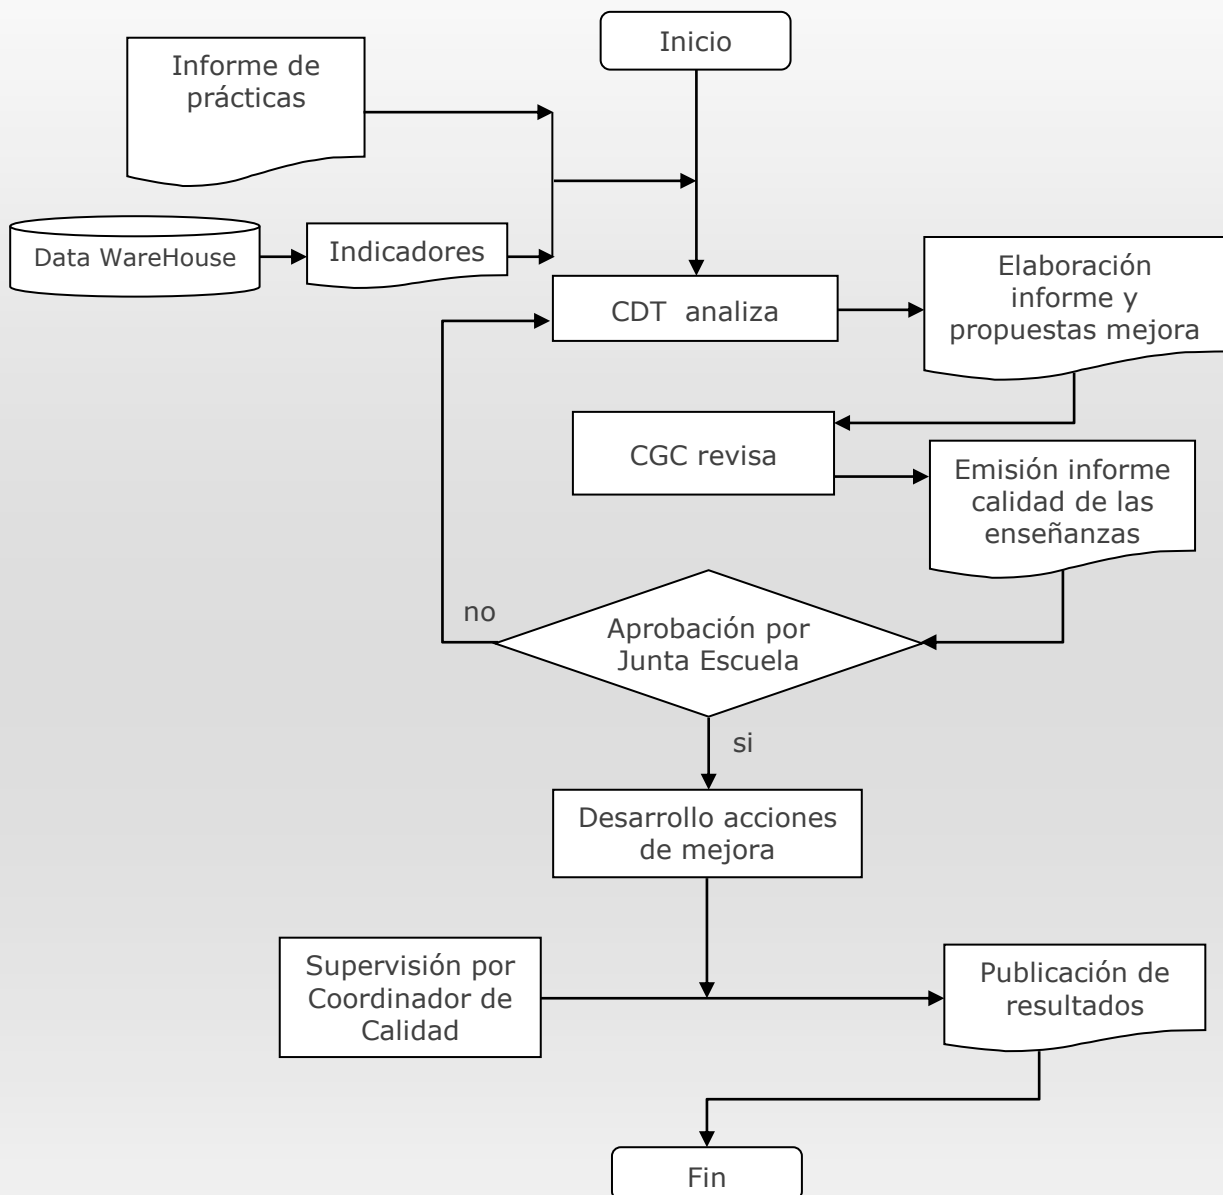 Inicio
Informe de
prácticas
Data WareHouse
Indicadores
CDT analiza
Elaboración
informe y
propuestas mejora
CGC revisa
Emisión informe
calidad de las
enseñanzas
no
Aprobación por
Junta Escuela
si
Desarrollo acciones
de mejora
Supervisión por
Coordinador de
Calidad
Publicación de
resultados
Fin